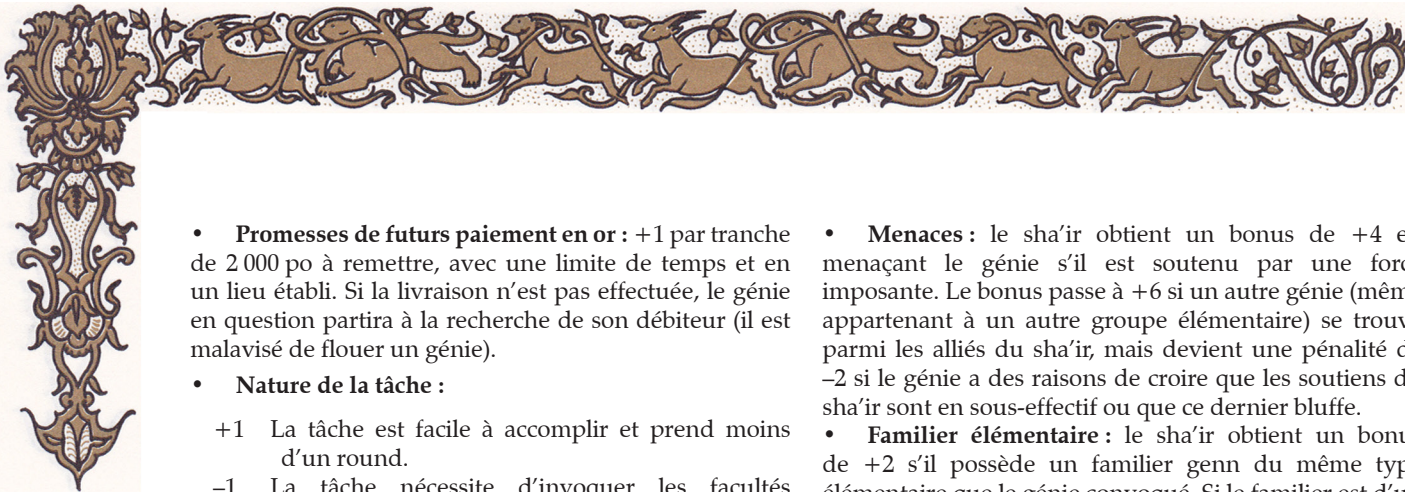 • Promesses de futurs paiement en or : +1 par tranche
de 2 000 po à remettre, avec une limite de temps et en
un lieu établi. Si la livraison n’est pas effectuée, le génie
en question partira à la recherche de son débiteur (il est
malavisé de flouer un génie).
• Nature de la tâche :
+1 La tâche est facile à accomplir et prend moins
d’un round.
–1 La tâche nécessite d’invoquer les facultés
• Menaces : le sha’ir obtient un bonus de +4 e
menaçant le génie s’il est soutenu par une forc
imposante. Le bonus passe à +6 si un autre génie (mêm
appartenant à un autre groupe élémentaire) se trouv
parmi les alliés du sha’ir, mais devient une pénalité d
–2 si le génie a des raisons de croire que les soutiens d
sha’ir sont en sous-effectif ou que ce dernier bluffe.
• Familier élémentaire : le sha’ir obtient un bonu
de +2 s’il possède un familier genn du même typ
élémentaire que le génie convoqué. Si le familier est d’u